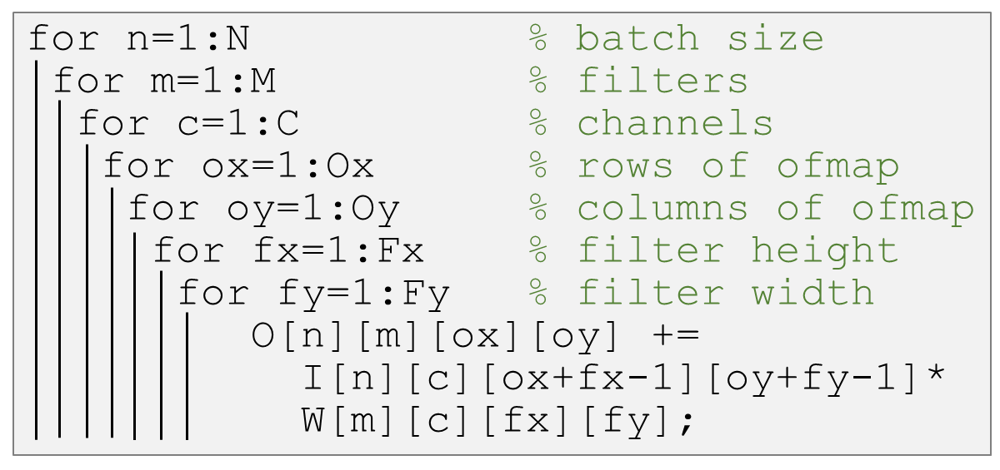 for n=1:N % batch size
for m=1:M % filters
for c=1:C % channels
for ox=1:Ox % rows of ofmap
for oy=1:Oy % columns of ofmap
for fx=1:Fx % filter height
for fy=1:Fy % filter width
O[n][m][ox][oy] +=
I[n][c][ox+fx-1][oy+fy-1]*
W[m][c][fx][fy];